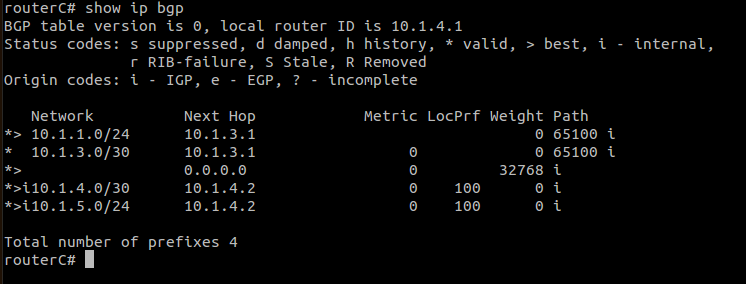 routerC# show ip bgp
BGP table version is 0, local router ID is 10.1.4.1
Status codes: s suppressed, d damped, h history, * valid, > best, i - internal,
              r RIB-failure, S Stale, R Removed
Origin codes: i - IGP, e - EGP, ? - incomplete

   Network          Next Hop            Metric LocPrf Weight Path
*> 10.1.1.0/24      10.1.3.1                               0 65100 i
*  10.1.3.0/30      10.1.3.1                 0             0 65100 i
*>                  0.0.0.0                  0         32768 i
*>i10.1.4.0/30      10.1.4.2                 0    100      0 i
*>i10.1.5.0/24      10.1.4.2                 0    100      0 i

Total number of prefixes 4
routerC#